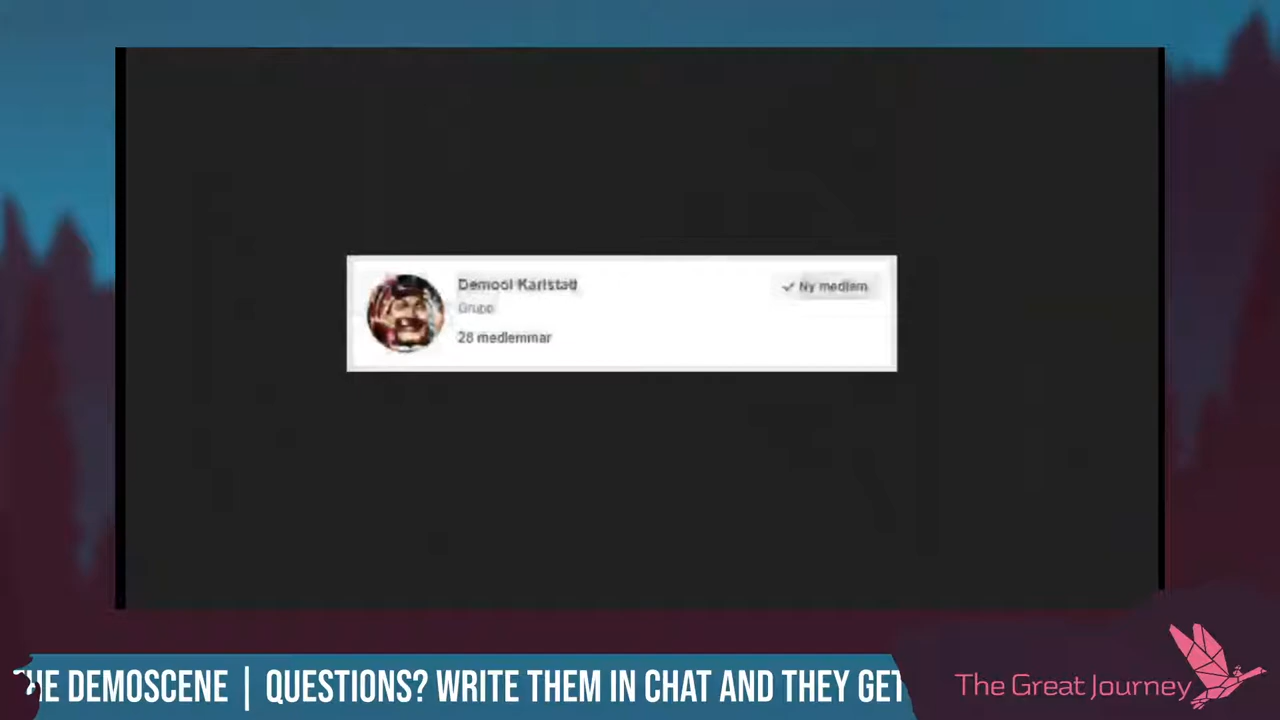 Demool Karlstad
Grupp
28 medlemmar
✓ Ny medlem
HE DEMOSCENE | QUESTIONS? WRITE THEM IN CHAT AND THEY GET
The Great Journey